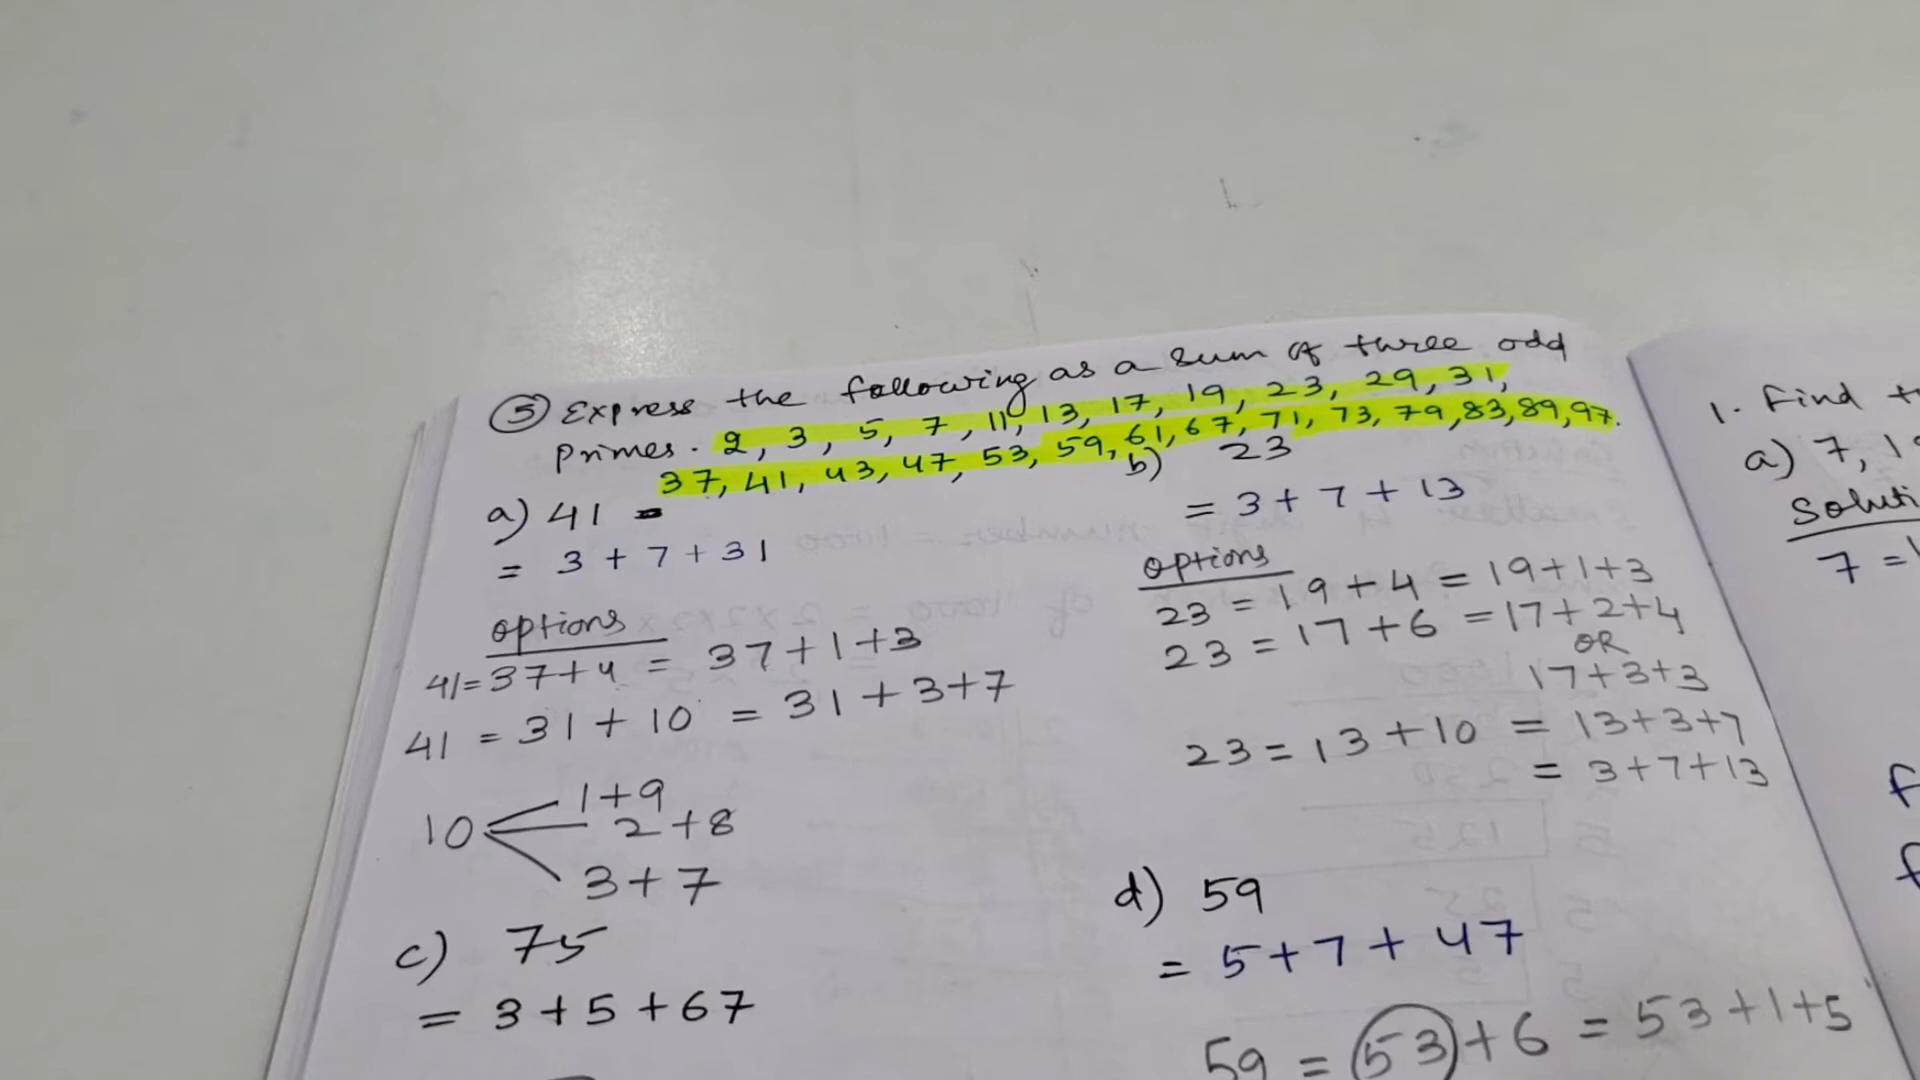 ⑤ Express the following as a sum of three odd
Primes. 2, 3, 5, 7, 11, 13, 17, 19, 23, 29, 31,
37, 41, 43, 47, 53, 59, 61, 67, 71, 73, 79, 83, 89, 97.
a) 41 =
= 3 + 7 + 31
options
41 = 37 + 4 = 37 + 1 + 3
41 = 31 + 10 = 31 + 3 + 7
10
1 + 9
2 + 8
3 + 7
b) 23
= 3 + 7 + 13
options
23 = 19 + 4 = 19 + 1 + 3
23 = 17 + 6 = 17 + 2 + 4
OR
17 + 3 + 3
23 = 13 + 10 = 13 + 3 + 7
= 3 + 7 + 13
c) 75
= 3 + 5 + 67
d) 59
= 5 + 7 + 47
59 = 53 + 6 = 53 + 1 + 5
1. Find
a) 7,
7 =